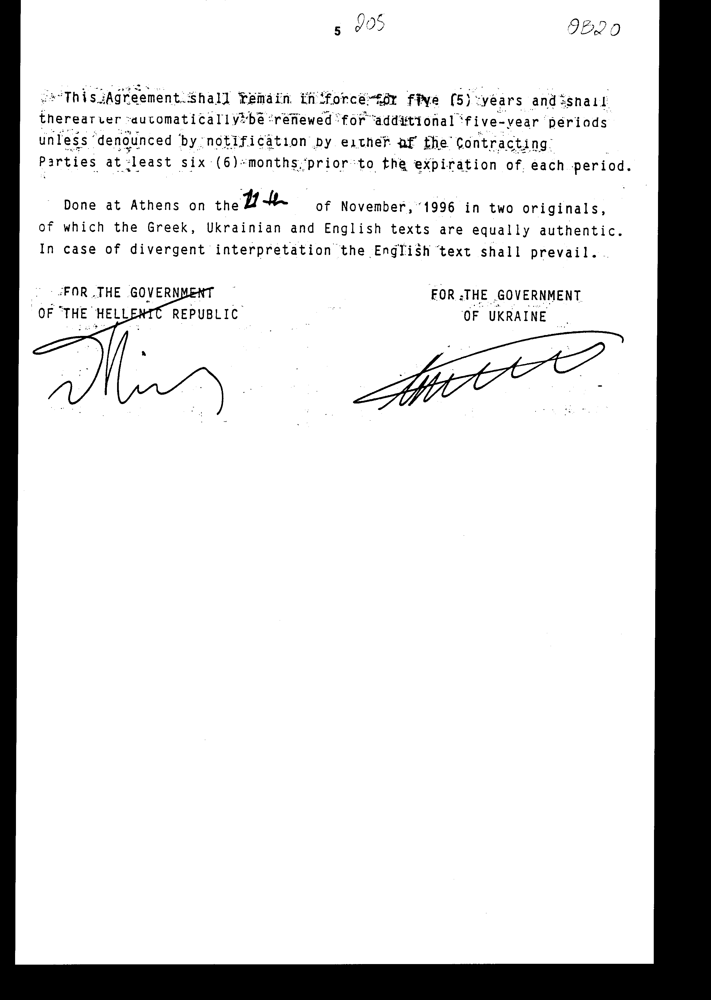 5 205 9B20
This Agreement shall remain in force for five (5) years and shall
thereafter automatically be renewed for additional five-year periods
unless denounced by notification by either of the Contracting
Parties at least six (6) months prior to the expiration of each period.
Done at Athens on the 11th of November, 1996 in two originals,
of which the Greek, Ukrainian and English texts are equally authentic.
In case of divergent interpretation the English text shall prevail.
FOR THE GOVERNMENT
OF THE HELLENIC REPUBLIC
FOR THE GOVERNMENT
OF UKRAINE